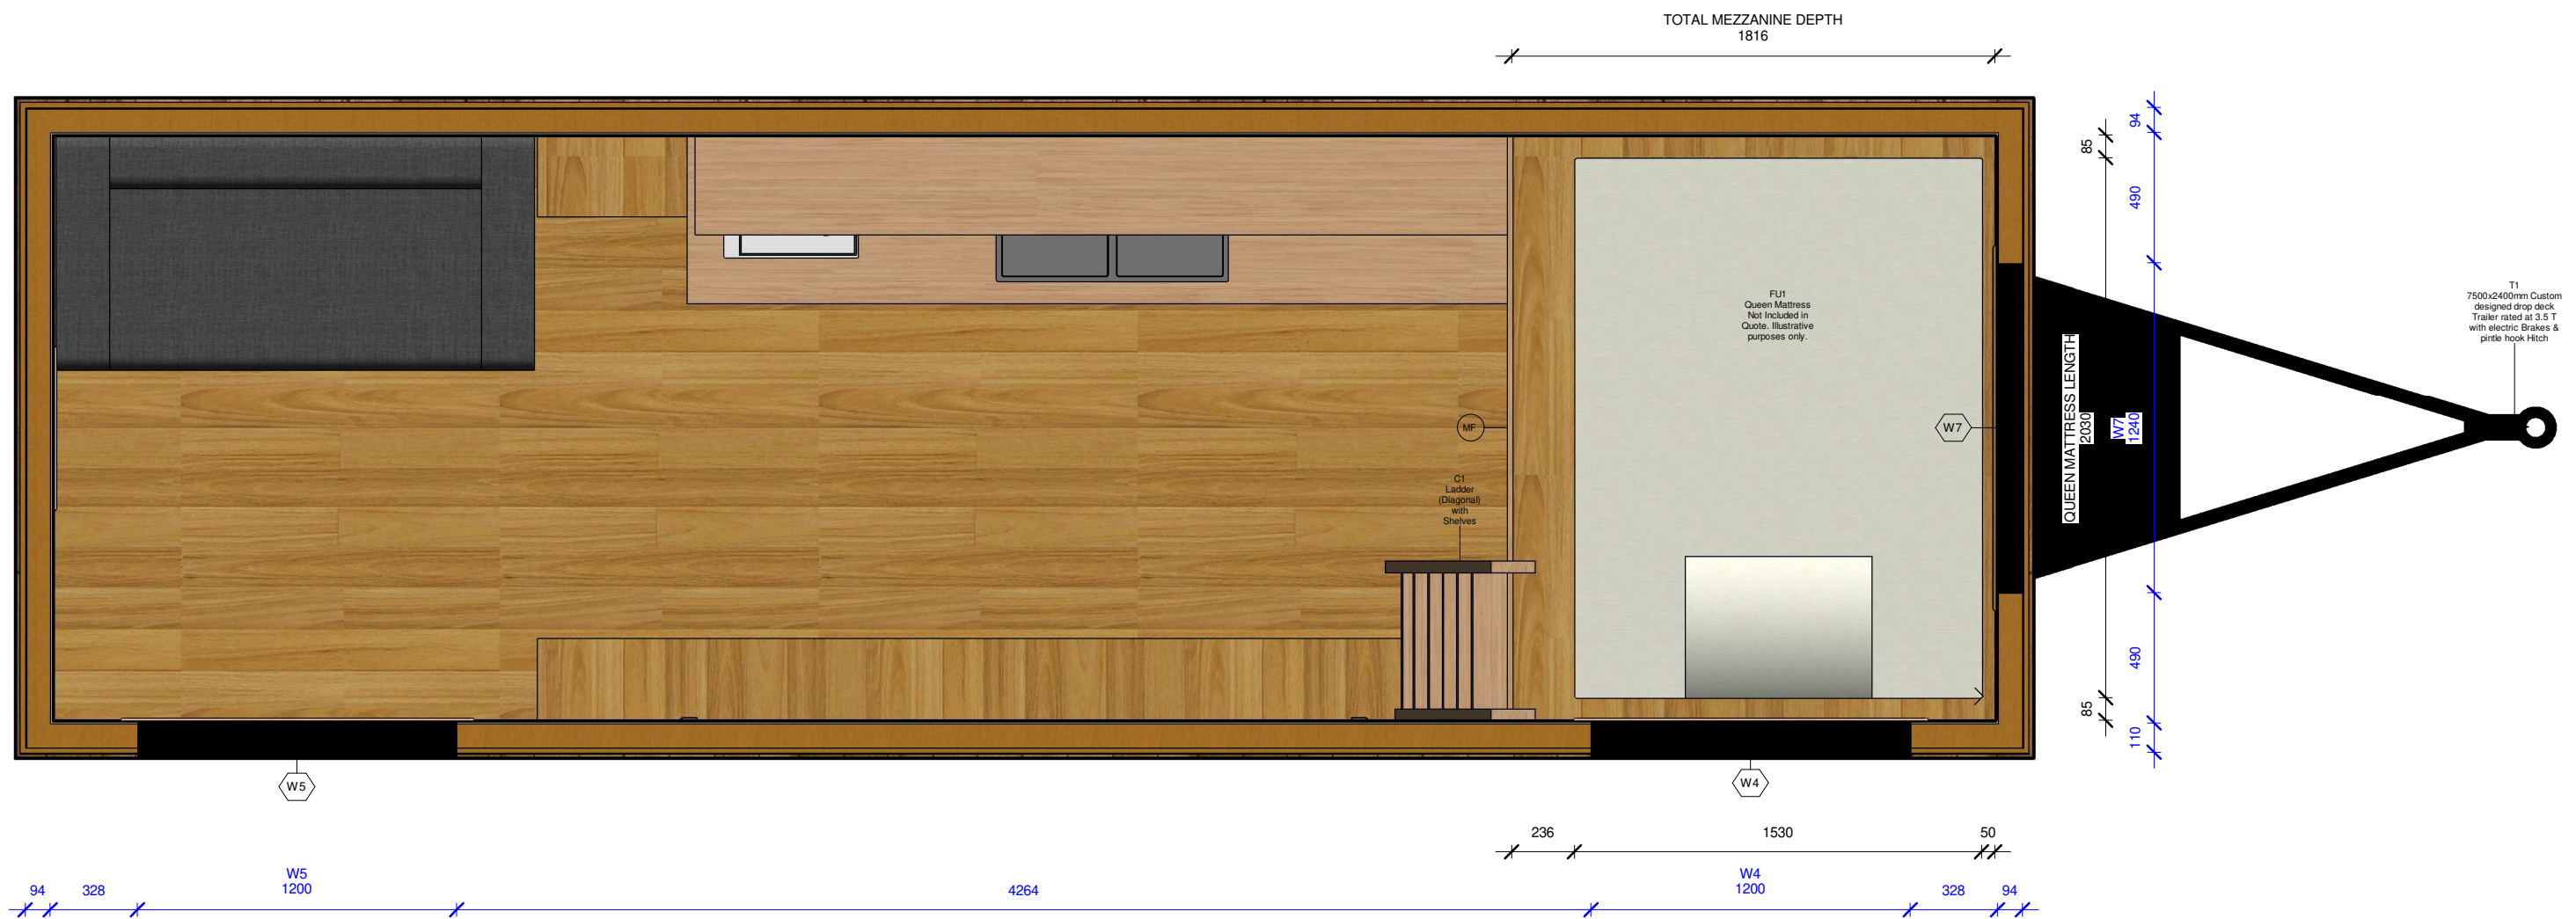 TOTAL MEZZANINE DEPTH
1816
94
85
490
FU1
Queen Mattress
Not Included in
Quote. Illustrative
purposes only.
T1
7500x2400mm Custom
designed drop deck
Trailer rated at 3.5 T
with electric Brakes &
pintle hook Hitch
MF
W7
QUEEN MATTRESS LENGTH
2030
W7
1240
C1
Ladder
(Diagonal)
with
Shelves
490
85
110
W5
W4
236
1530
50
94
328
W5
1200
4264
W4
1200
328
94